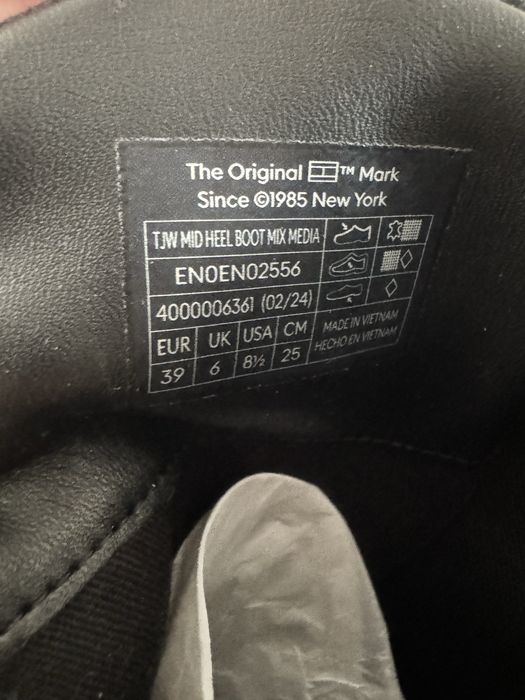 The Original ™ Mark
Since ©1985 New York
TJW MID HEEL BOOT MIX MEDIA
EN0EN02556
4000006361 (02/24)
EUR UK USA CM
39 6 8½ 25
MADE IN VIETNAM
HECHO EN VIETNAM